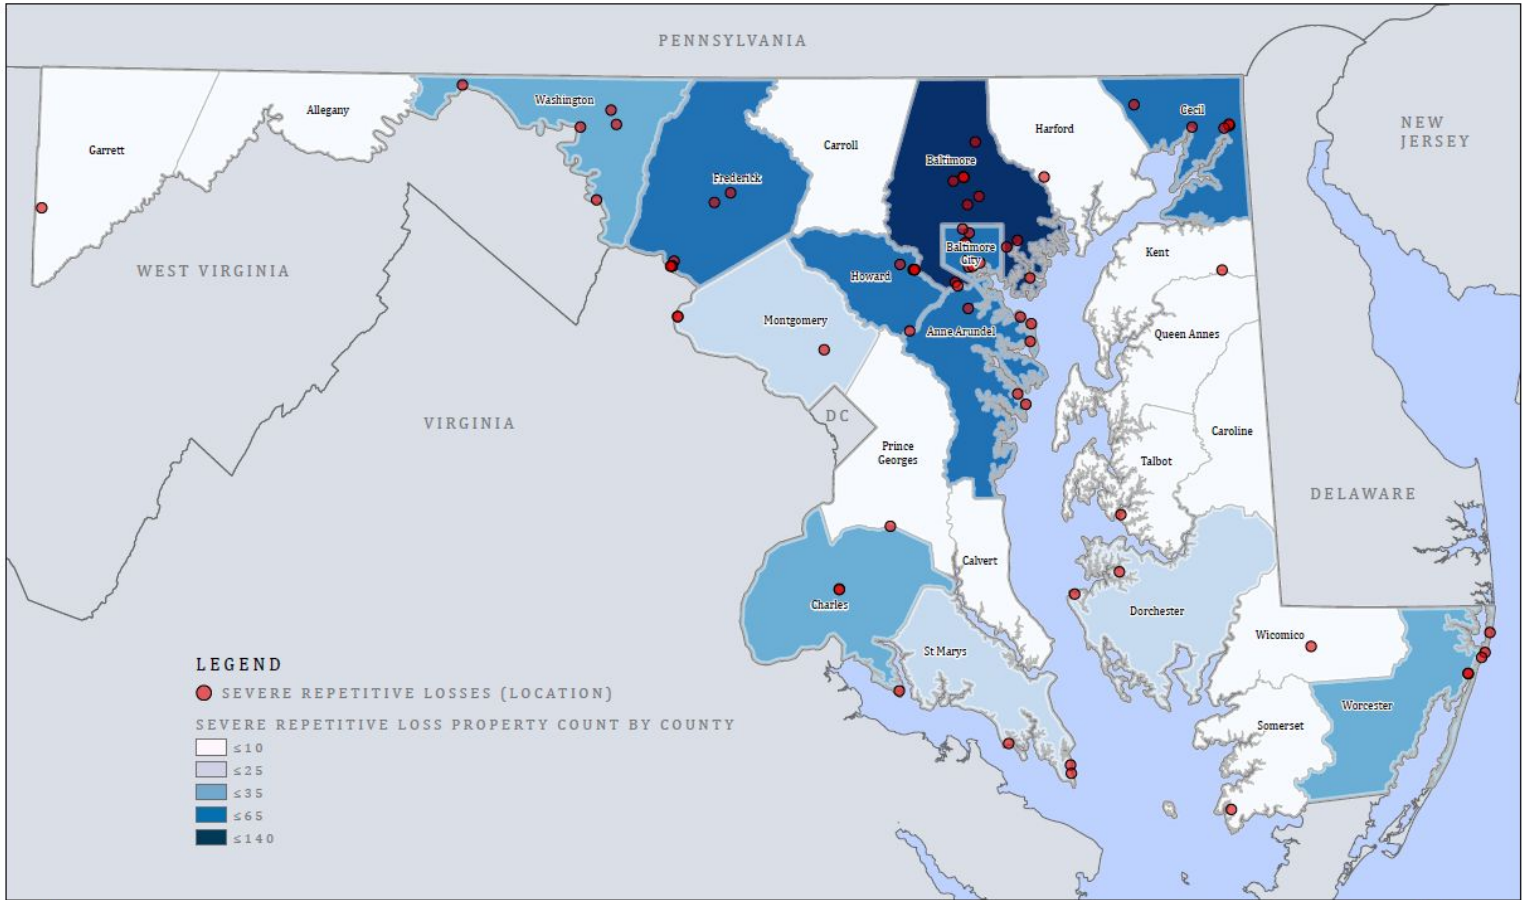 PENNSYLVANIA
NEW
JERSEY
Garrett
Allegany
Washington
Frederick
Carroll
Baltimore
Harford
Cecil
WEST VIRGINIA
Howard
Baltimore
City
Kent
Montgomery
Anne Arundel
Queen Annes
VIRGINIA
DC
Prince
Georges
Talbot
Caroline
DELAWARE
Calvert
Charles
Dorchester
St Marys
Wicomico
Worcester
Somerset
LEGEND
SEVERE REPETITIVE LOSSES (LOCATION)
SEVERE REPETITIVE LOSS PROPERTY COUNT BY COUNTY
≤10
≤25
≤35
≤65
≤140